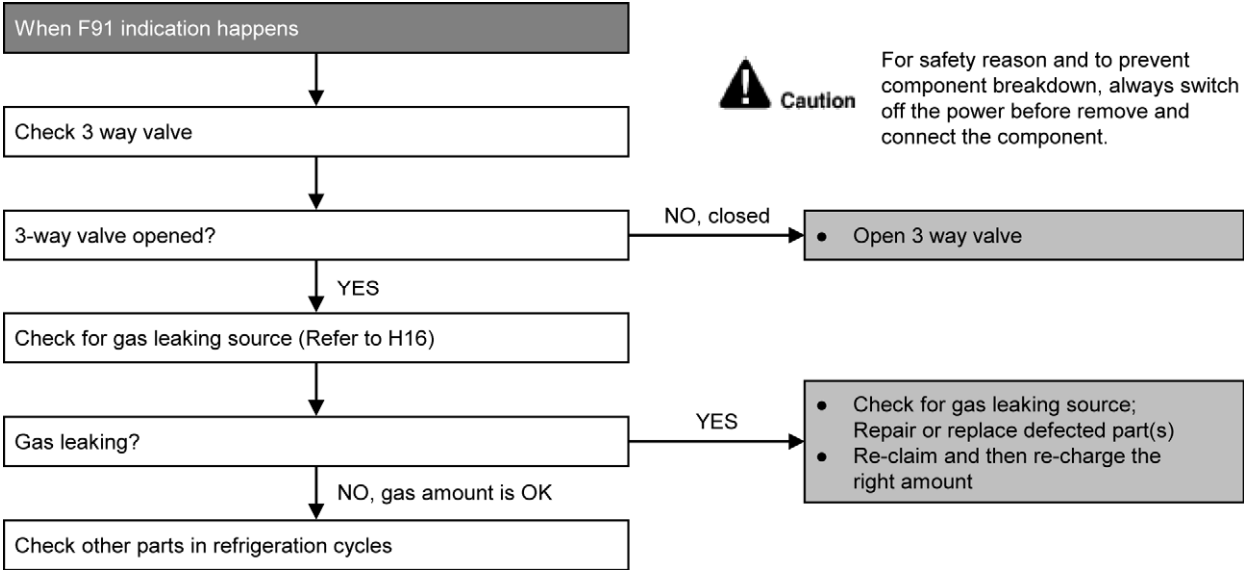 When F91 indication happens
Caution
For safety reason and to prevent
component breakdown, always switch
off the power before remove and
connect the component.
Check 3 way valve
3-way valve opened?
NO, closed
● Open 3 way valve
YES
Check for gas leaking source (Refer to H16)
Gas leaking?
YES
● Check for gas leaking source;
Repair or replace defected part(s)
● Re-claim and then re-charge the
right amount
NO, gas amount is OK
Check other parts in refrigeration cycles